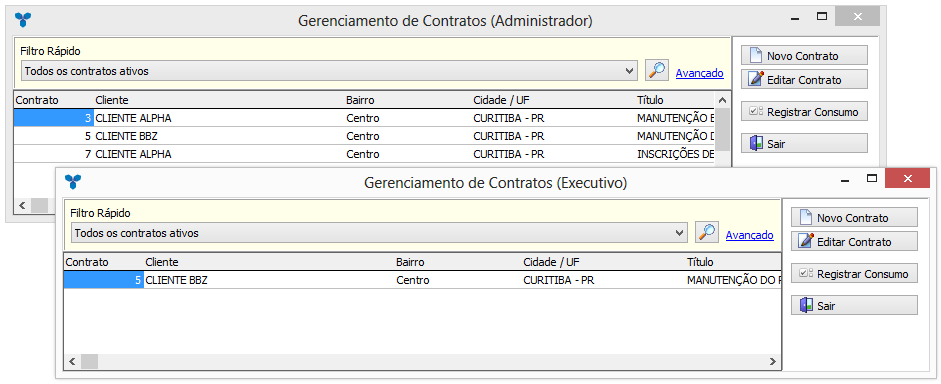 Gerenciamento de Contratos (Administrador)
Filtro Rápido
Todos os contratos ativos
Avançado
Contrato Cliente Bairro Cidade / UF Título
3 CLIENTE ALPHA Centro CURITIBA - PR MANUTENÇÃO
5 CLIENTE BBZ Centro CURITIBA - PR MANUTENÇÃO
7 CLIENTE ALPHA Centro CURITIBA - PR INSCRIÇÕES DE
Novo Contrato
Editar Contrato
Registrar Consumo
Sair
Gerenciamento de Contratos (Executivo)
Filtro Rápido
Todos os contratos ativos
Avançado
Contrato Cliente Bairro Cidade / UF Título
5 CLIENTE BBZ Centro CURITIBA - PR MANUTENÇÃO DO
Novo Contrato
Editar Contrato
Registrar Consumo
Sair